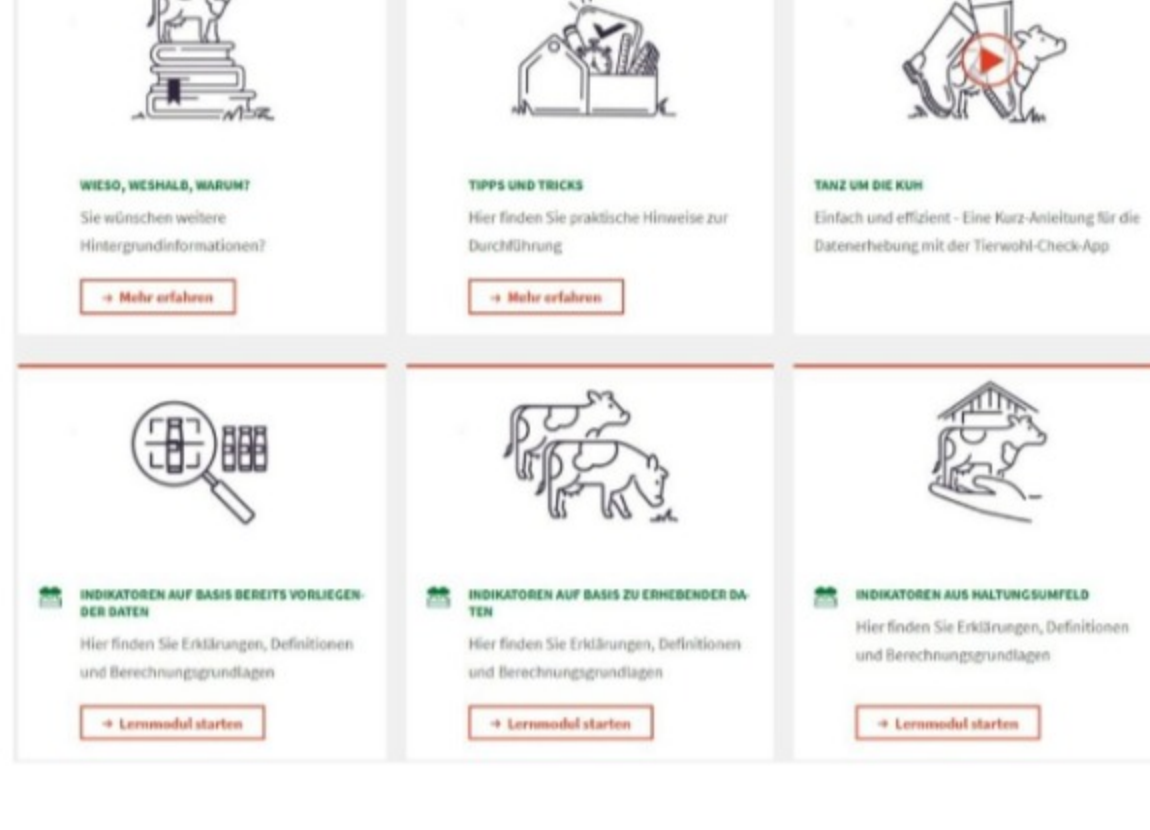 WIESO, WESHALB, WARUM?
Sie wünschen weitere
Hintergrundinformationen?
→ Mehr erfahren
TIPPS UND TRICKS
Hier finden Sie praktische Hinweise zur
Durchführung
→ Mehr erfahren
TANZ UM DIE KUH
Einfach und effizient - Eine Kurz-Anleitung für die
Datenerhebung mit der Tierwohl-Check-App
INDIKATOREN AUF BASIS BEREITS VORLIEGEN-
DER DATEN
Hier finden Sie Erklärungen, Definitionen
und Berechnungsgrundlagen
→ Lernmodul starten
INDIKATOREN AUF BASIS ZU ERHEBENDER DA-
TEN
Hier finden Sie Erklärungen, Definitionen
und Berechnungsgrundlagen
→ Lernmodul starten
INDIKATOREN AUS HALTUNGSUMFELD
Hier finden Sie Erklärungen, Definitionen
und Berechnungsgrundlagen
→ Lernmodul starten